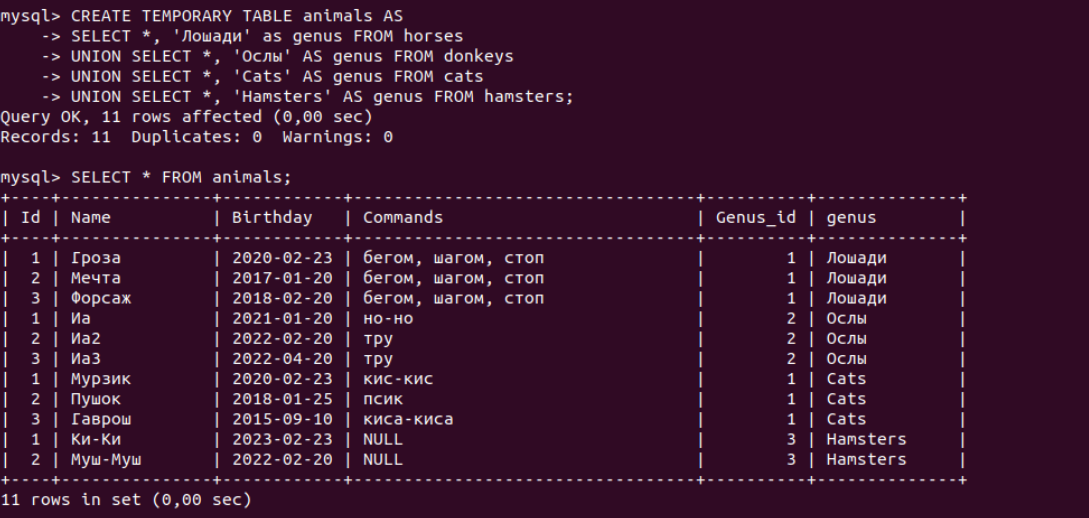 mysql> CREATE TEMPORARY TABLE animals AS
    -> SELECT *, 'Лошади' as genus FROM horses
    -> UNION SELECT *, 'Ослы' AS genus FROM donkeys
    -> UNION SELECT *, 'Cats' AS genus FROM cats
    -> UNION SELECT *, 'Hamsters' AS genus FROM hamsters;
Query OK, 11 rows affected (0,00 sec)
Records: 11  Duplicates: 0  Warnings: 0
mysql> SELECT * FROM animals;
| Id | Name | Birthday | Commands | Genus_id | genus |
| 1 | Гроза | 2020-02-23 | бегом, шагом, стоп | 1 | Лошади |
| 2 | Мечта | 2017-01-20 | бегом, шагом, стоп | 1 | Лошади |
| 3 | Форсаж | 2018-02-20 | бегом, шагом, стоп | 1 | Лошади |
| 1 | Иа | 2021-01-20 | но-но | 2 | Ослы |
| 2 | Иа2 | 2022-02-20 | тру | 2 | Ослы |
| 3 | Иа3 | 2022-04-20 | тру | 2 | Ослы |
| 1 | Мурзик | 2020-02-23 | кис-кис | 1 | Cats |
| 2 | Пушок | 2018-01-25 | псик | 1 | Cats |
| 3 | Гаврош | 2015-09-10 | киса-киса | 1 | Cats |
| 1 | Ки-Ки | 2023-02-23 | NULL | 3 | Hamsters |
| 2 | Муш-Муш | 2022-02-20 | NULL | 3 | Hamsters |
11 rows in set (0,00 sec)